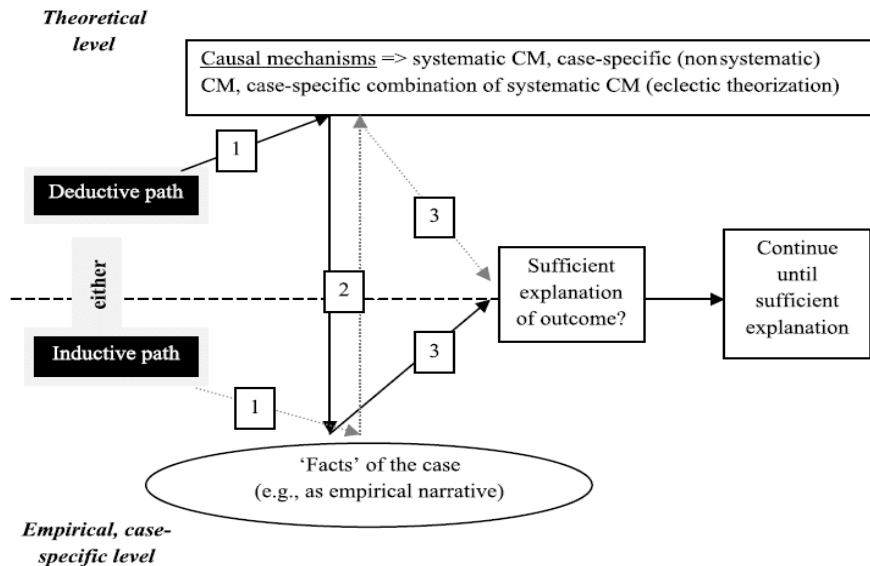 Theoretical
level
Causal mechanisms => systematic CM, case-specific (nonsystematic)
CM, case-specific combination of systematic CM (eclectic theorization)
1
Deductive path
3
either
2
Sufficient
explanation
of outcome?
Continue
until
sufficient
explanation
Inductive path
3
1
‘Facts’ of the case
(e.g., as empirical narrative)
Empirical, case-
specific level